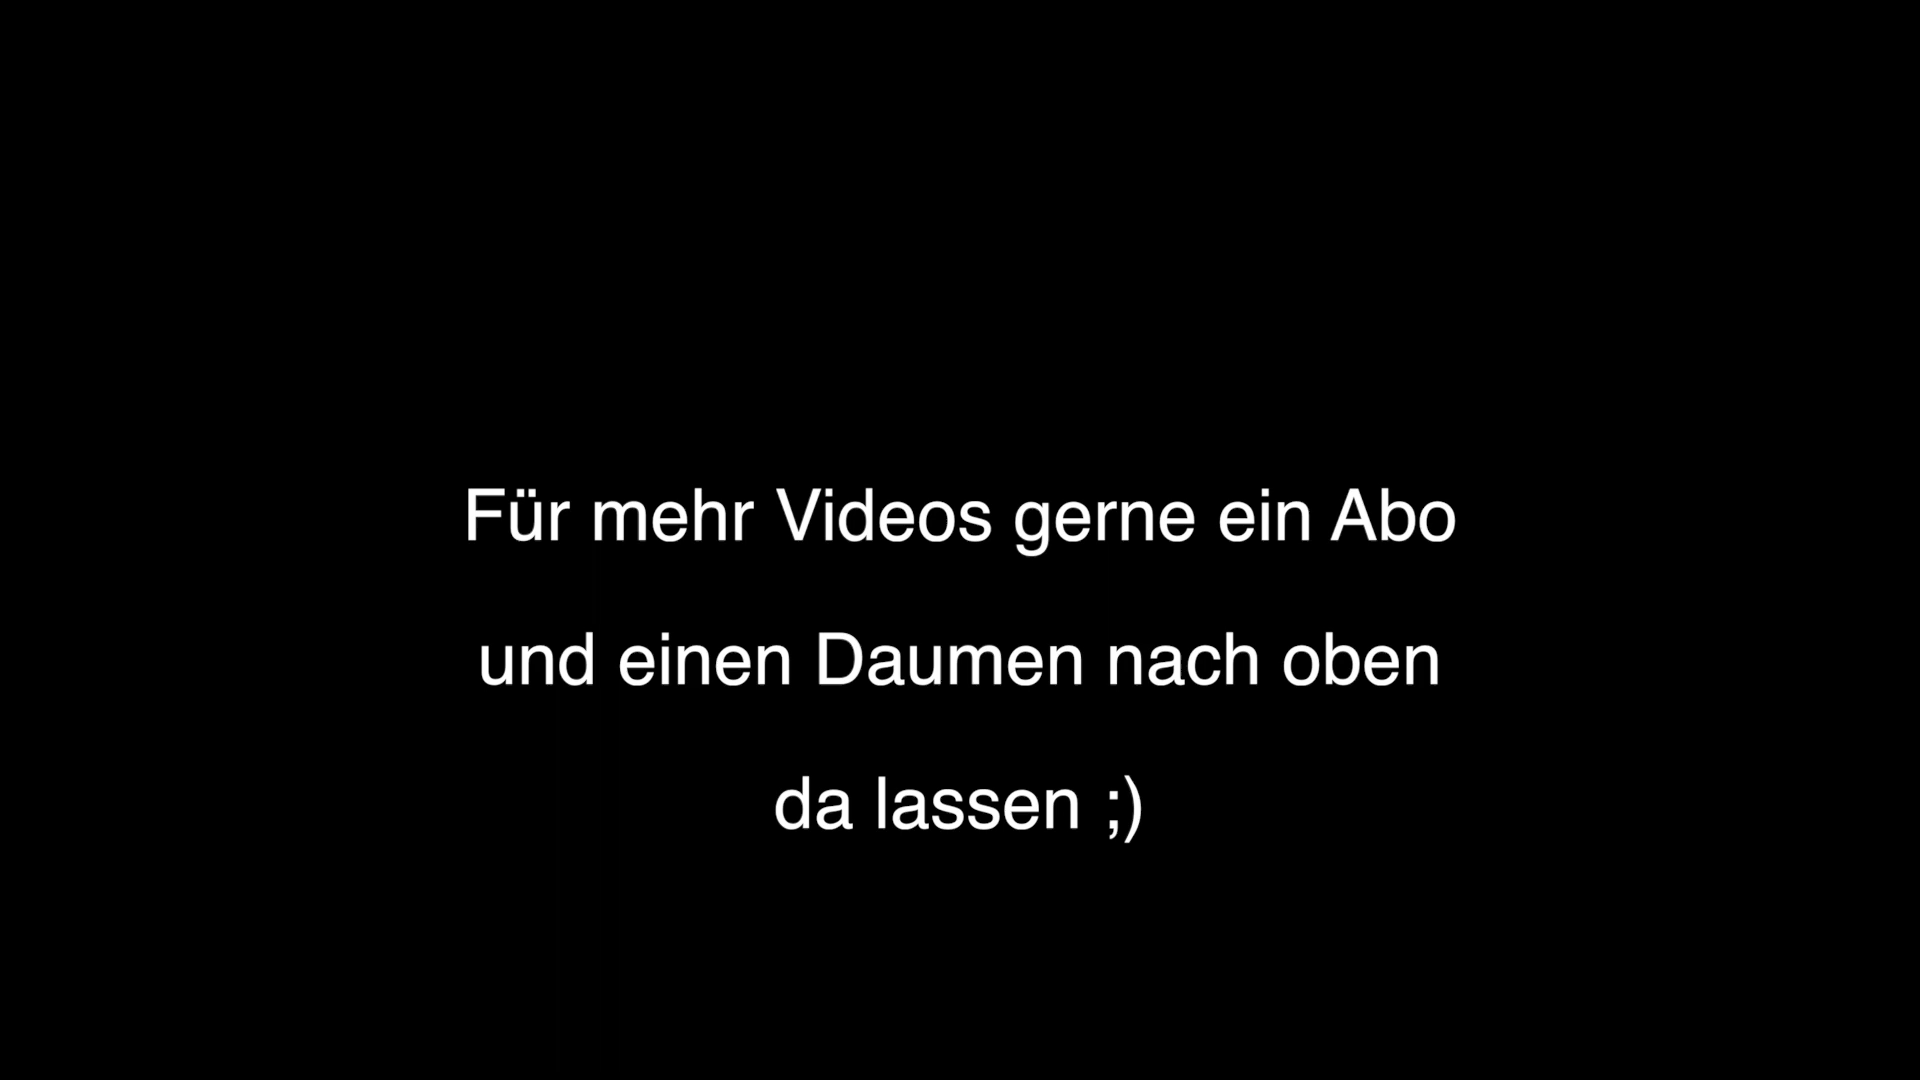 Für mehr Videos gerne ein Abo
und einen Daumen nach oben
da lassen ;)